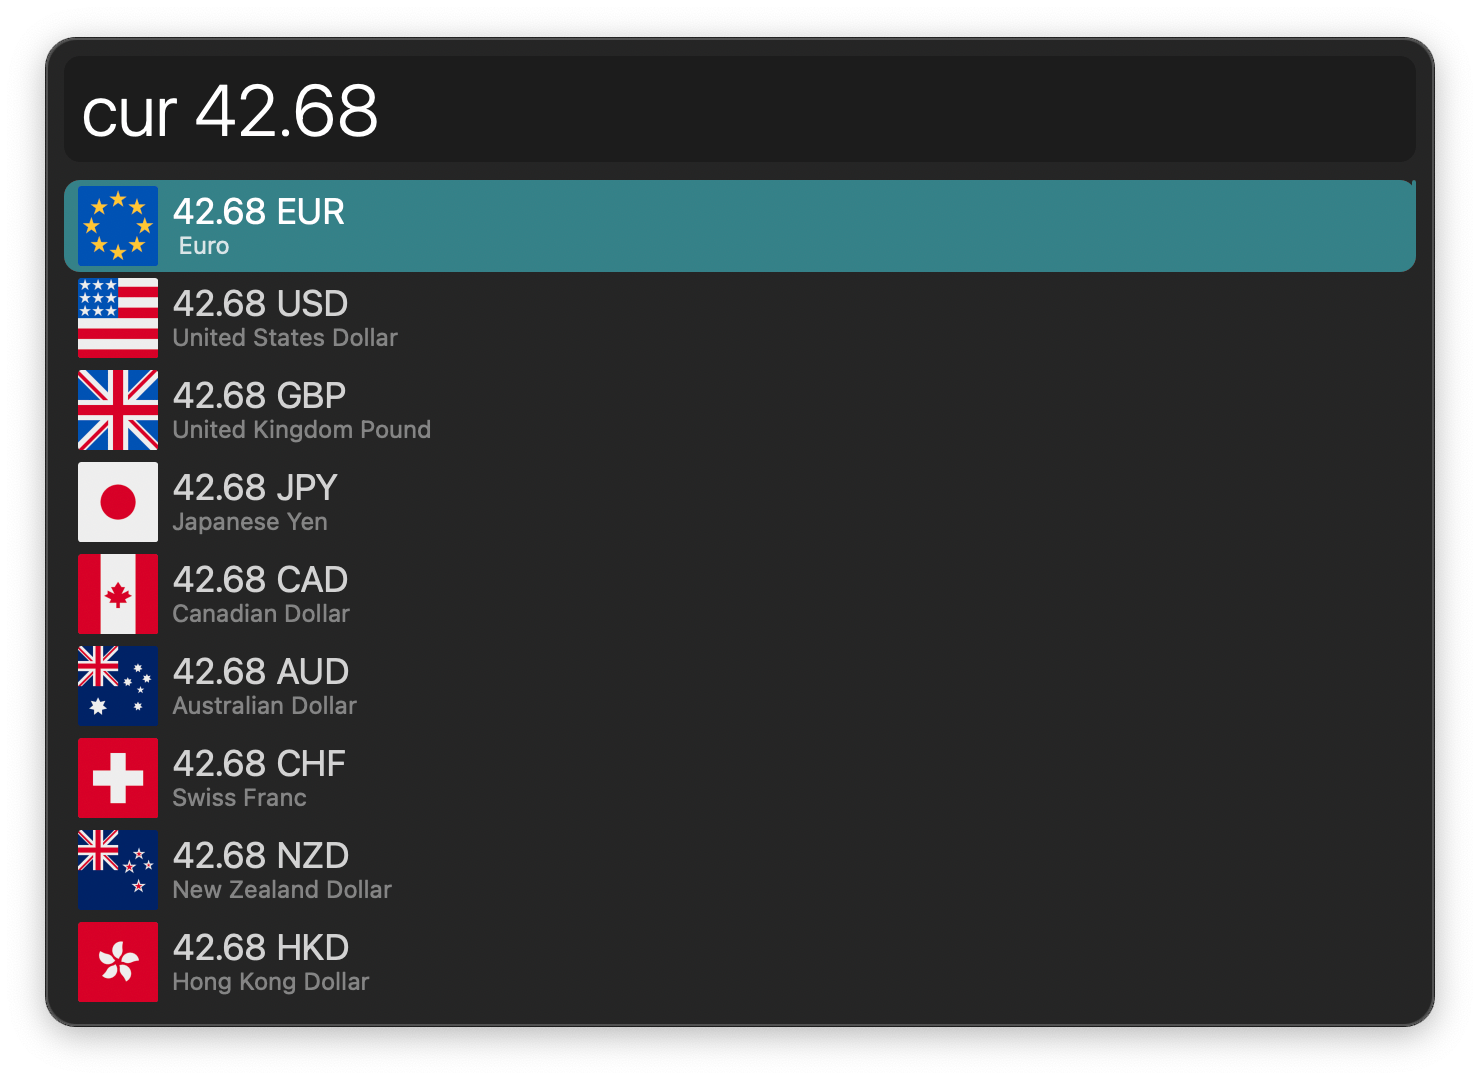 cur 42.68
42.68 EUR
Euro
42.68 USD
United States Dollar
42.68 GBP
United Kingdom Pound
42.68 JPY
Japanese Yen
42.68 CAD
Canadian Dollar
42.68 AUD
Australian Dollar
42.68 CHF
Swiss Franc
42.68 NZD
New Zealand Dollar
42.68 HKD
Hong Kong Dollar